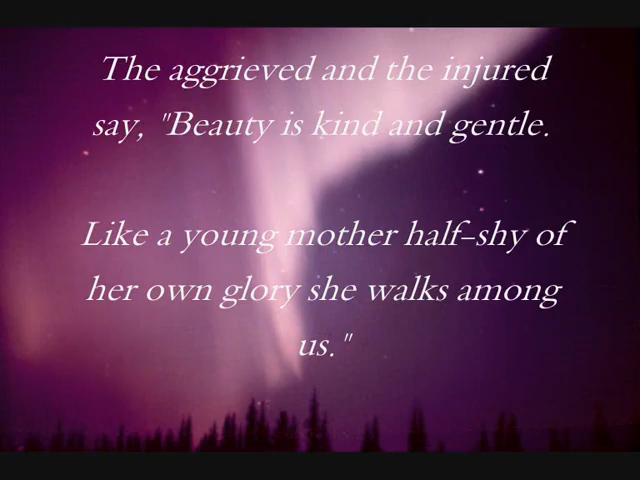 The aggrieved and the injured
say, "Beauty is kind and gentle.
Like a young mother half-shy of
her own glory she walks among
us."